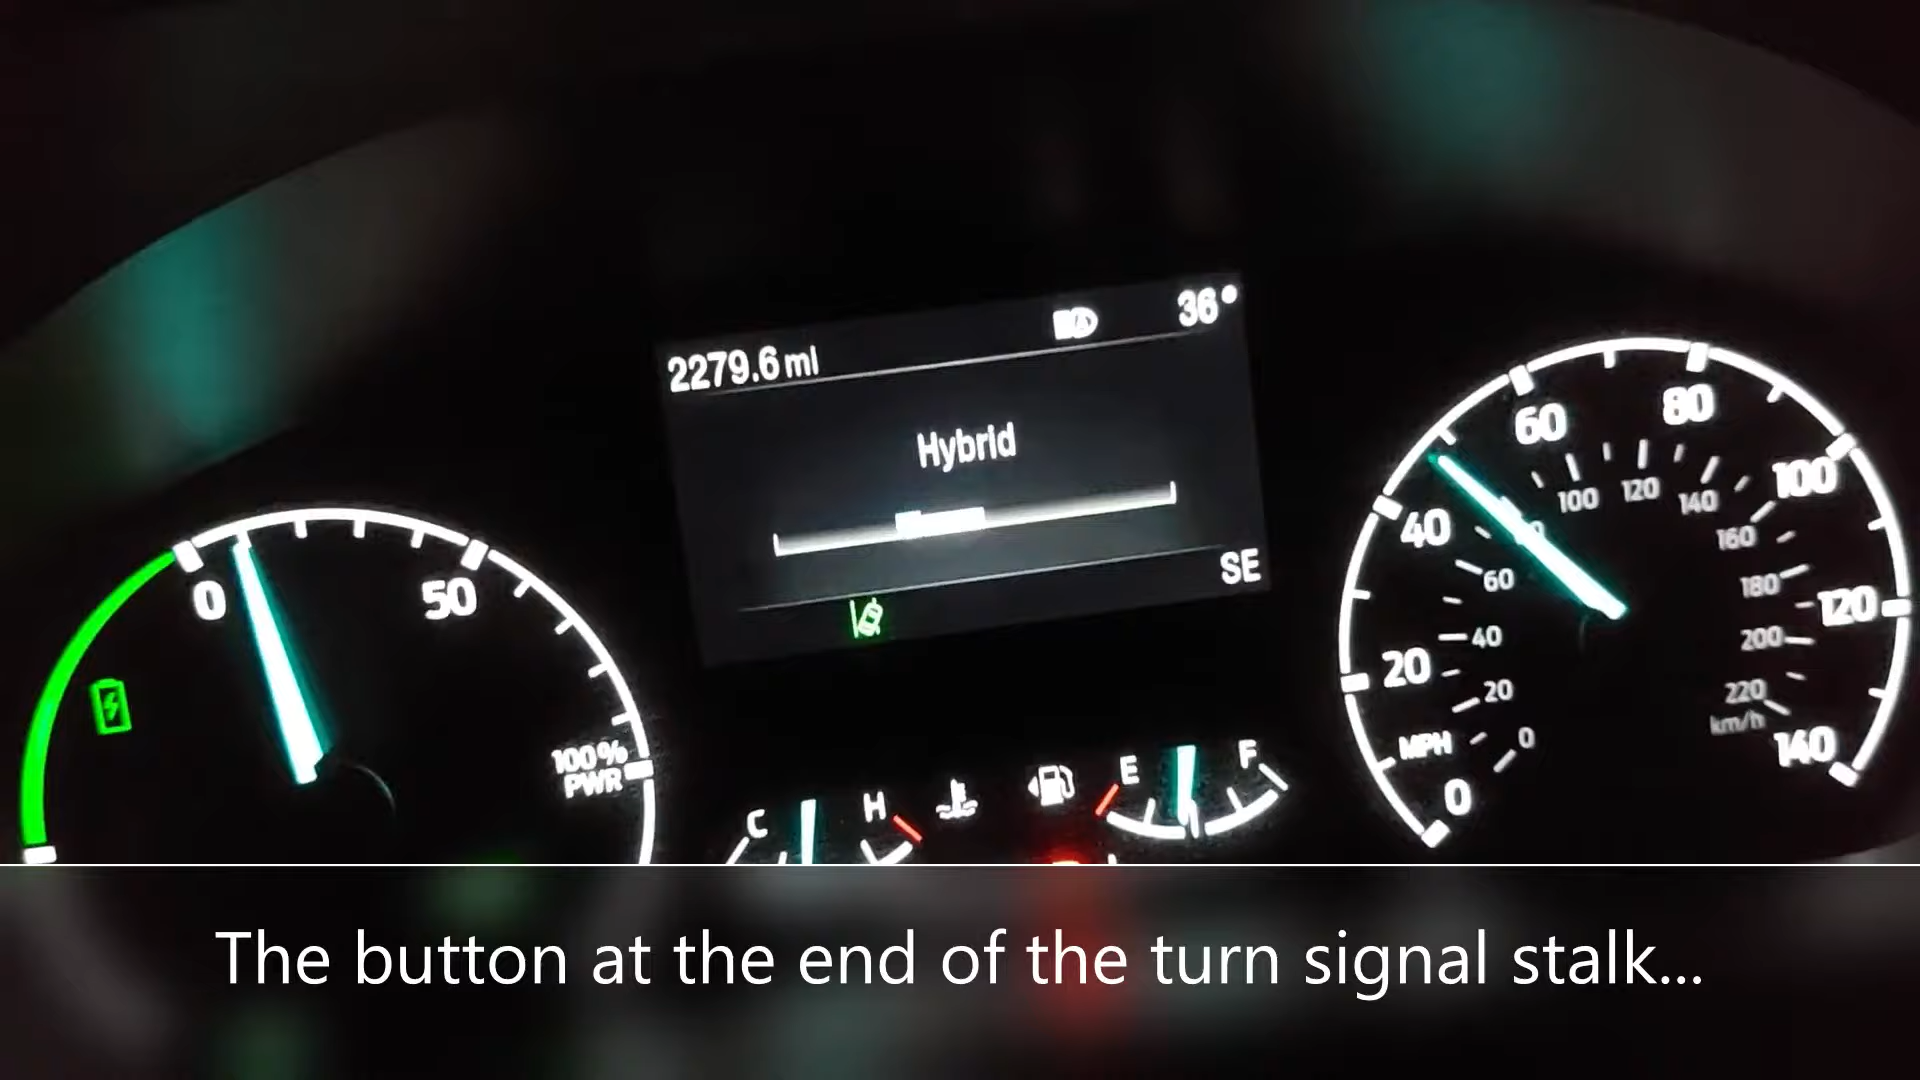 2279.6 mi
36°
Hybrid
SE
0
50
100%
PWR
C
H
E
F
0
20
40
60
80
100
120
140
MPH
0
20
40
60
100
120
140
160
180
200
220
km/h
The button at the end of the turn signal stalk...